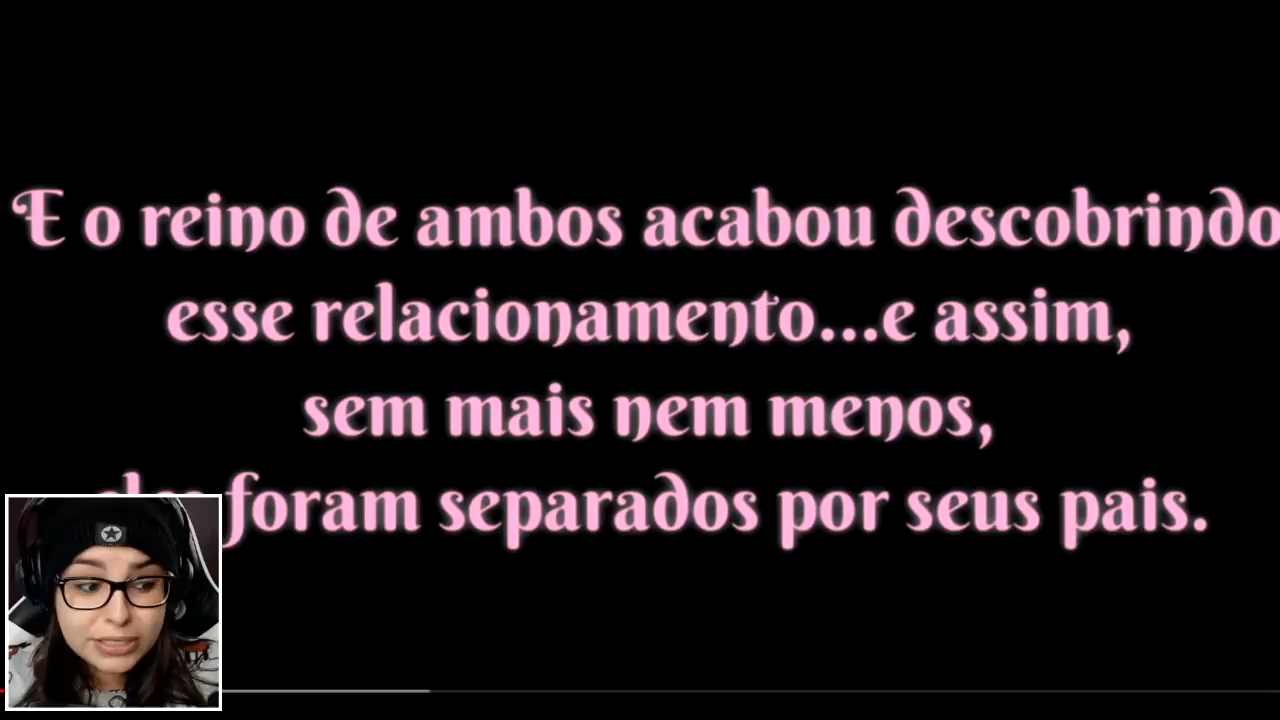 E o reino de ambos acabou descobrindo
esse relacionamento...e assim,
sem mais nem menos,
foram separados por seus pais.